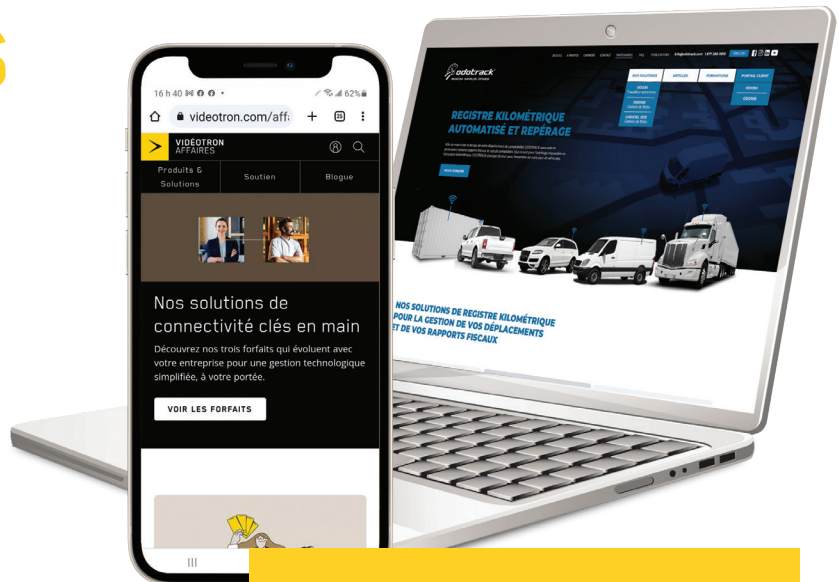 S
16 h 40
62%
videotron.com/aff
25
VIDÉOTRON
AFFAIRES
Produits &
Solutions
Soutien
Blogue
Nos solutions de
connectivité clés en main
Découvrez nos trois forfaits qui évoluent avec
votre entreprise pour une gestion technologique
simplifiée, à votre portée.
VOIR LES FORFAITS
odotrack
NOS SOLUTIONS
ARTICLES
FORMATIONS
PORTAIL CLIENT
REGISTRE KILOMÉTRIQUE
AUTOMATISÉ ET REPÉRAGE
NOS SOLUTIONS DE REGISTRE KILOMÉTRIQUE
POUR LA GESTION DE VOS DÉPLACEMENTS
ET DE VOS RAPPORTS FISCAUX